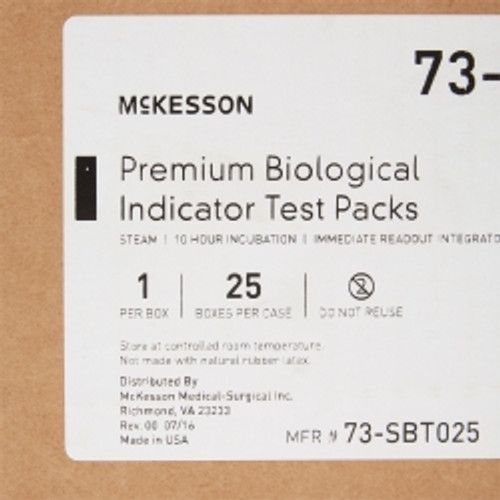 73-
McKESSON
Premium Biological
Indicator Test Packs
STEAM | 10 HOUR INCUBATION | IMMEDIATE READOUT INTEGRATO
1
PER BOX
25
BOXES PER CASE
DO NOT REUSE
Store at controlled room temperature.
Not made with natural rubber latex.
Distributed By
McKesson Medical-Surgical Inc.
Richmond, VA 23233
Rev. 00 07/16
Made in USA
MFR # 73-SBT025